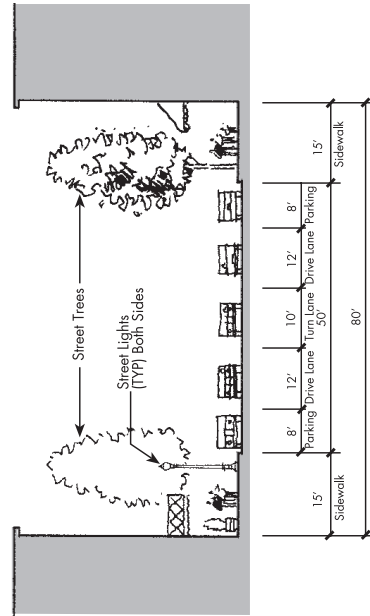 Street Trees
Street Lights
(TYP) Both Sides
15'
Sidewalk
8'
Parking
12'
Drive Lane
10'
Turn Lane
12'
Drive Lane
8'
Parking
15'
Sidewalk
50'
80'